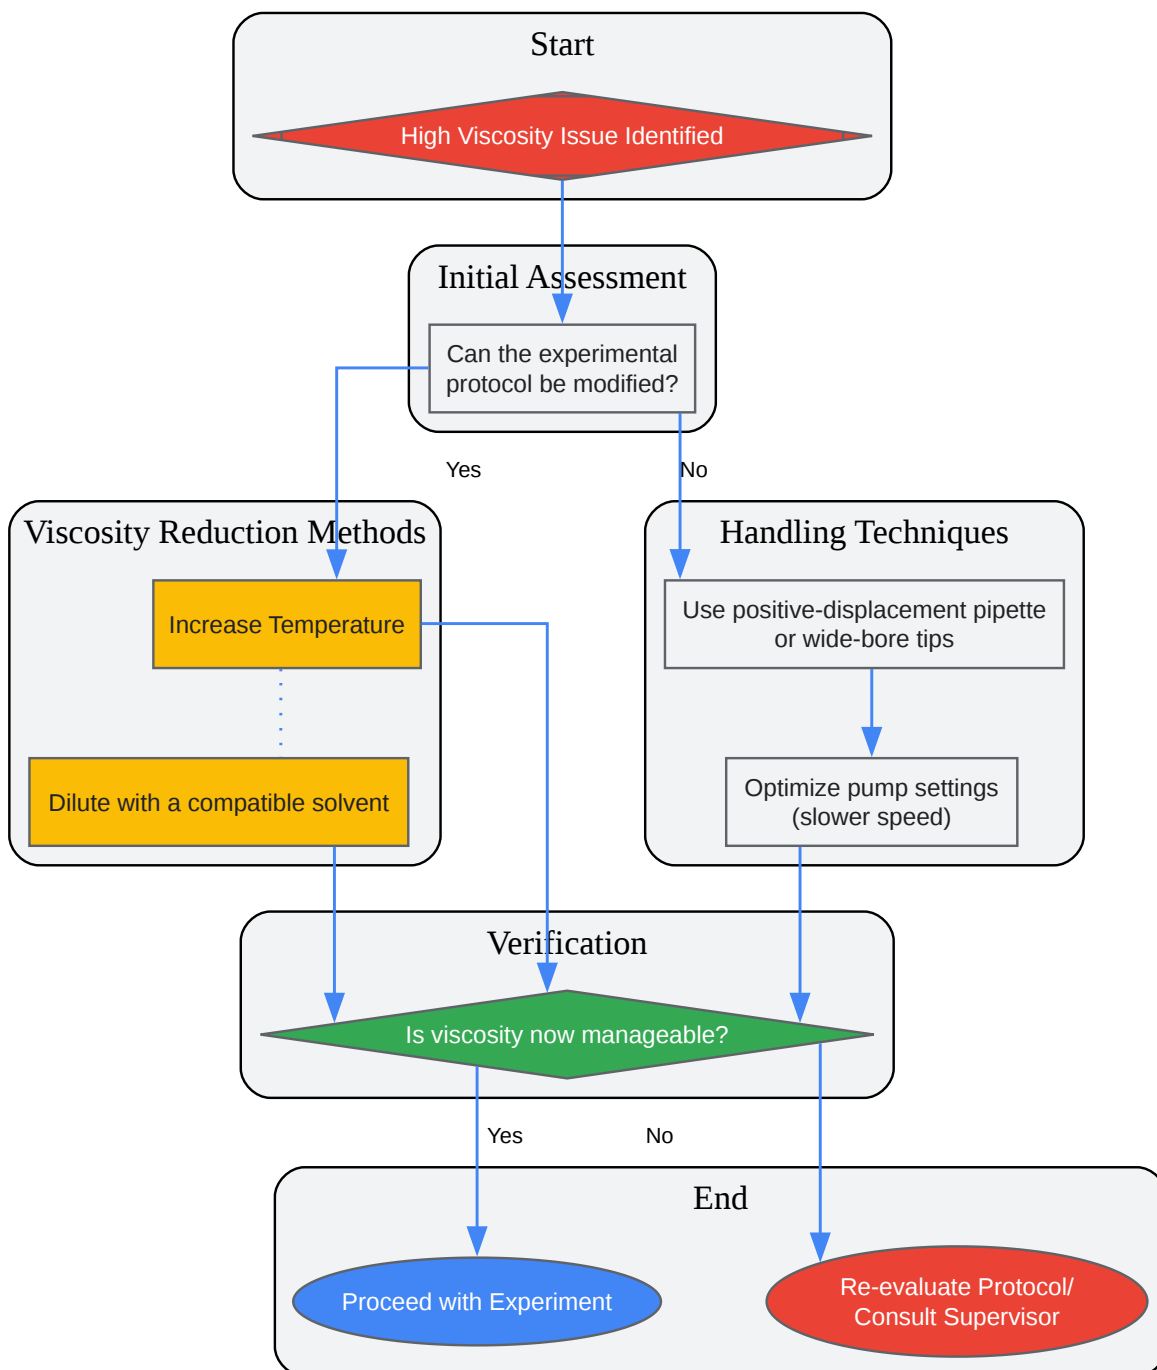 Start
High Viscosity Issue Identified
Initial Assessment
Can the experimental
protocol be modified?
Yes
No
Viscosity Reduction Methods
Increase Temperature
Dilute with a compatible solvent
Handling Techniques
Use positive-displacement pipette
or wide-bore tips
Optimize pump settings
(slower speed)
Verification
Is viscosity now manageable?
Yes
No
End
Proceed with Experiment
Re-evaluate Protocol/
Consult Supervisor